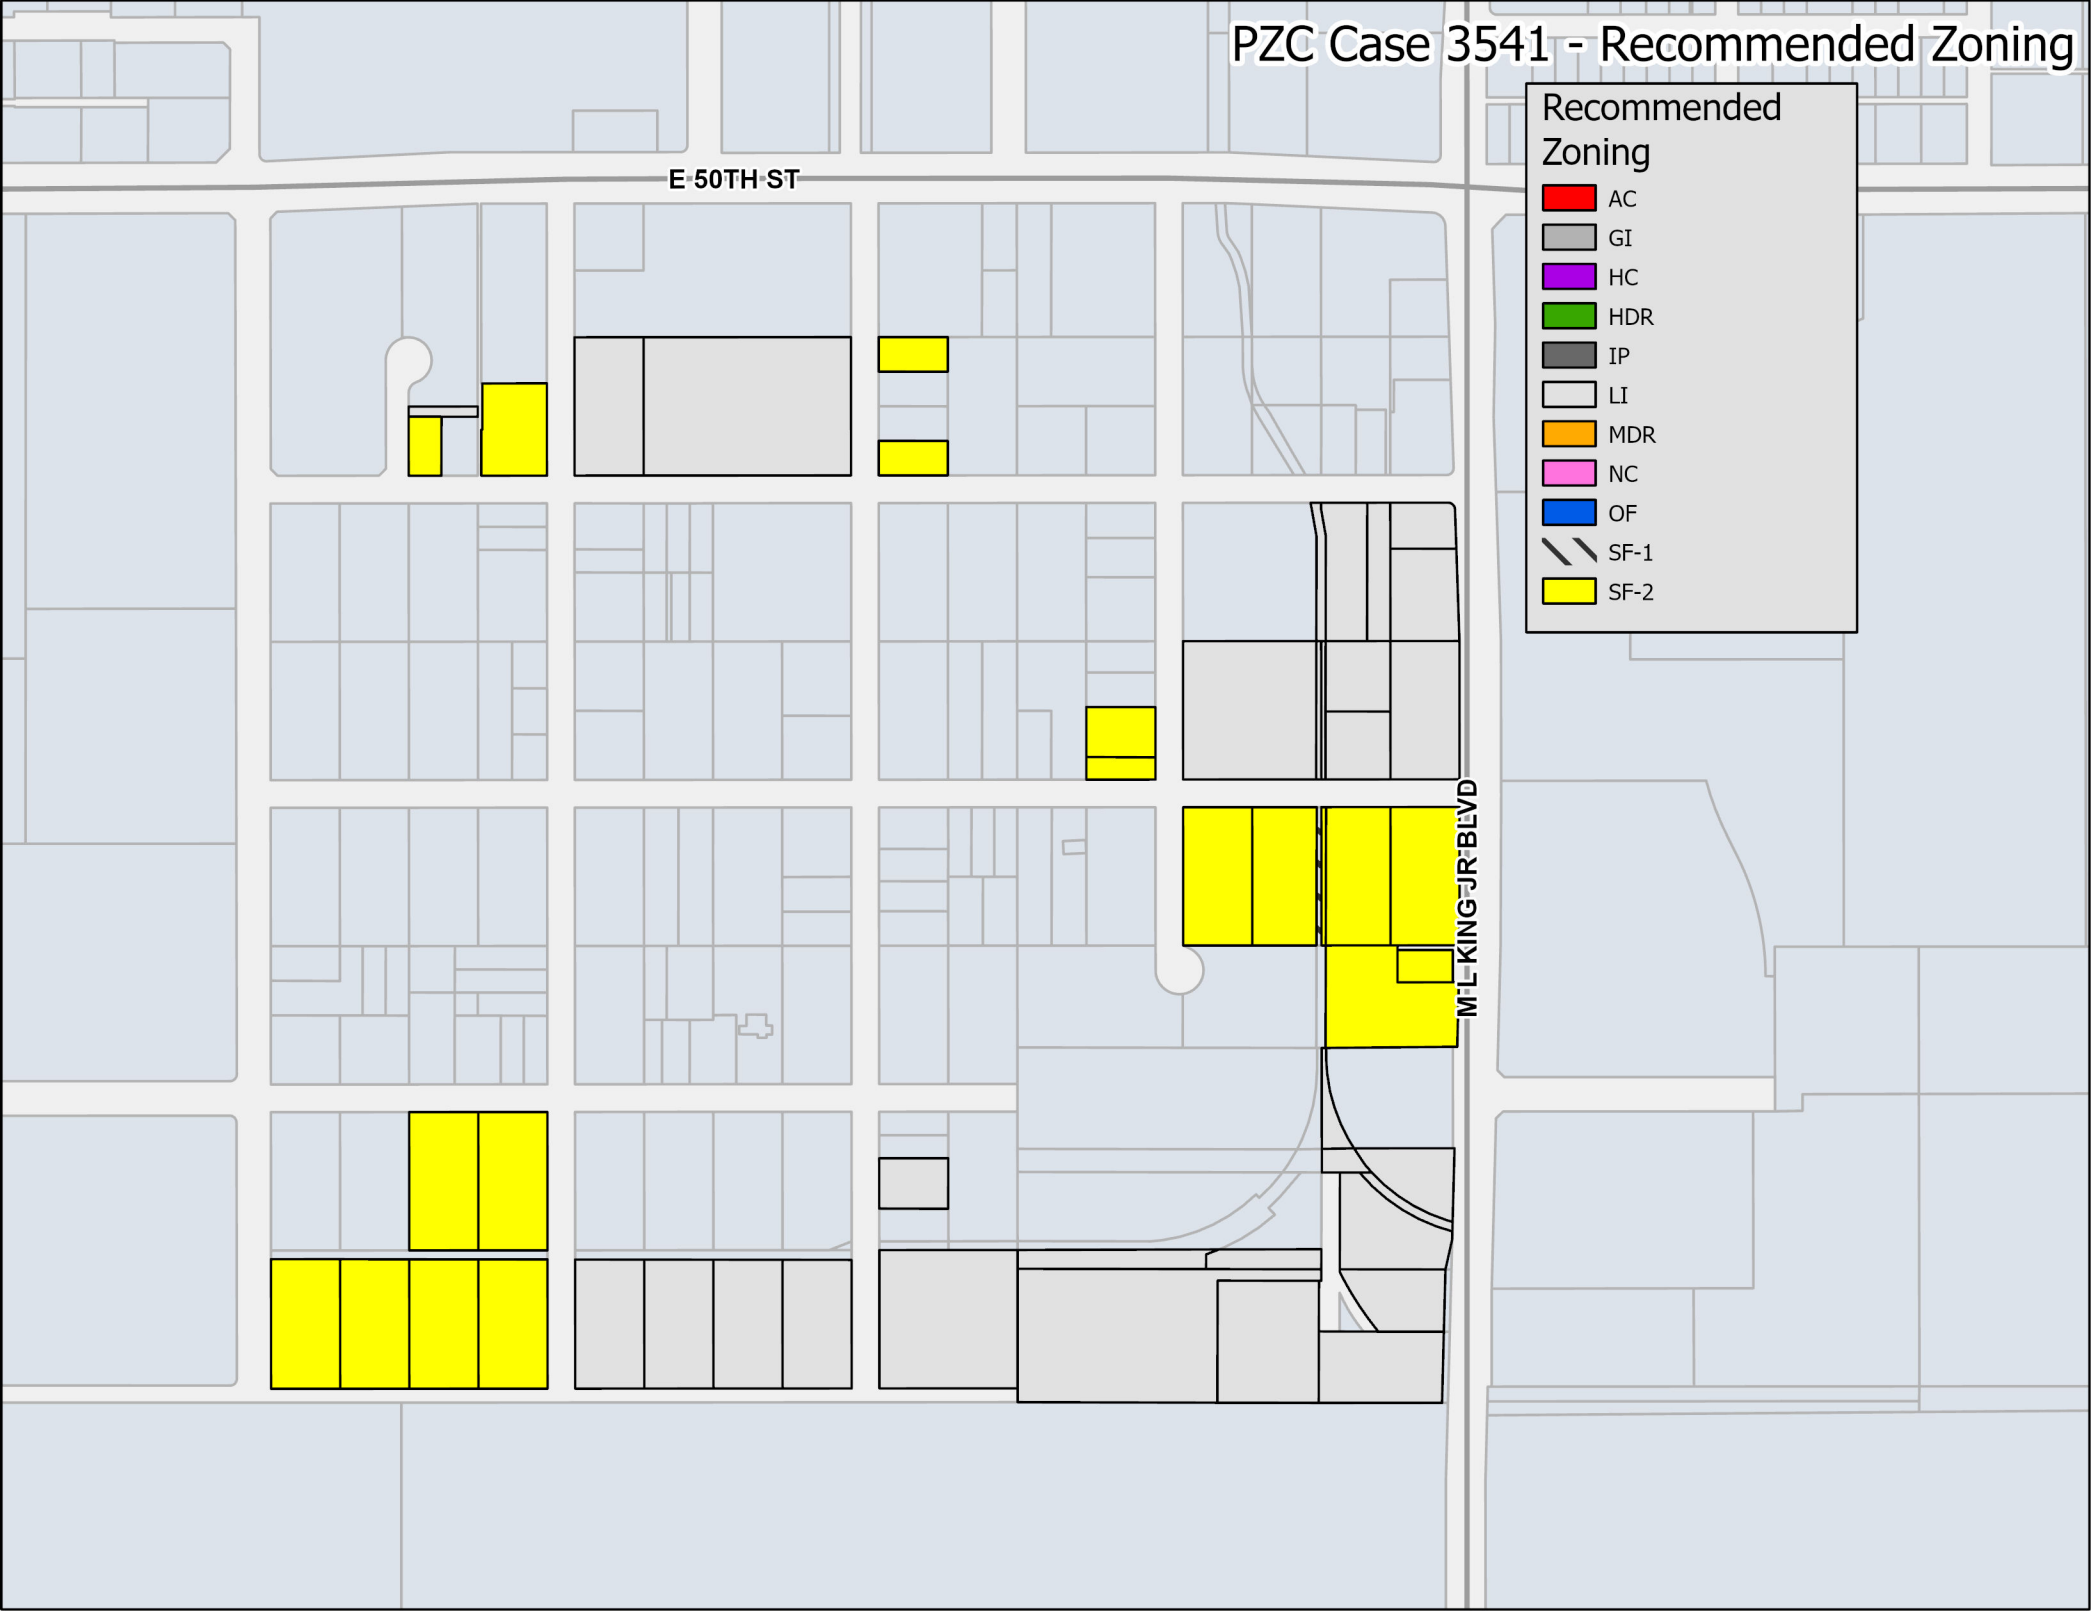 PZC Case 3541 - Recommended Zoning
Recommended
Zoning
AC
GI
HC
HDR
IP
LI
MDR
NC
OF
SF-1
SF-2
E 50TH ST
M L KING JR BLVD